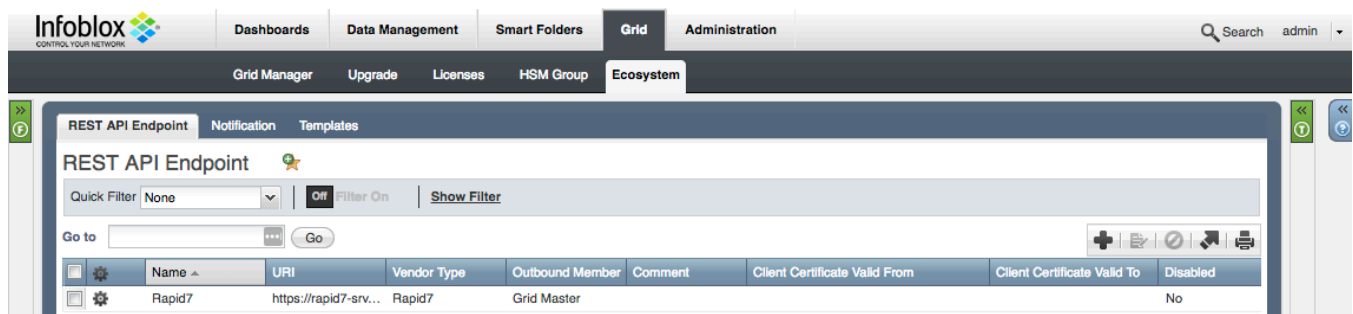 Infoblox Dashboards Data Management Smart Folders Grid Administration Search admin
CONTROL YOUR NETWORK
Grid Manager Upgrade Licenses HSM Group Ecosystem
REST API Endpoint Notification Templates
REST API Endpoint
Quick Filter None Off Filter On Show Filter
Go to Go
Name URI Vendor Type Outbound Member Comment Client Certificate Valid From Client Certificate Valid To Disabled
Rapid7 https://rapid7-srv... Rapid7 Grid Master No
F
T
?